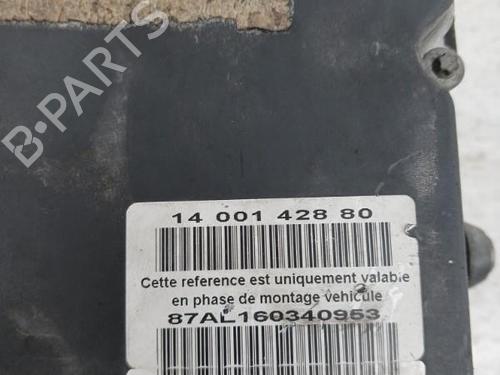 B-PARTS
14 001 428 80
Cette reference est uniquement valable
en phase de montage vehicule
87AL160340953